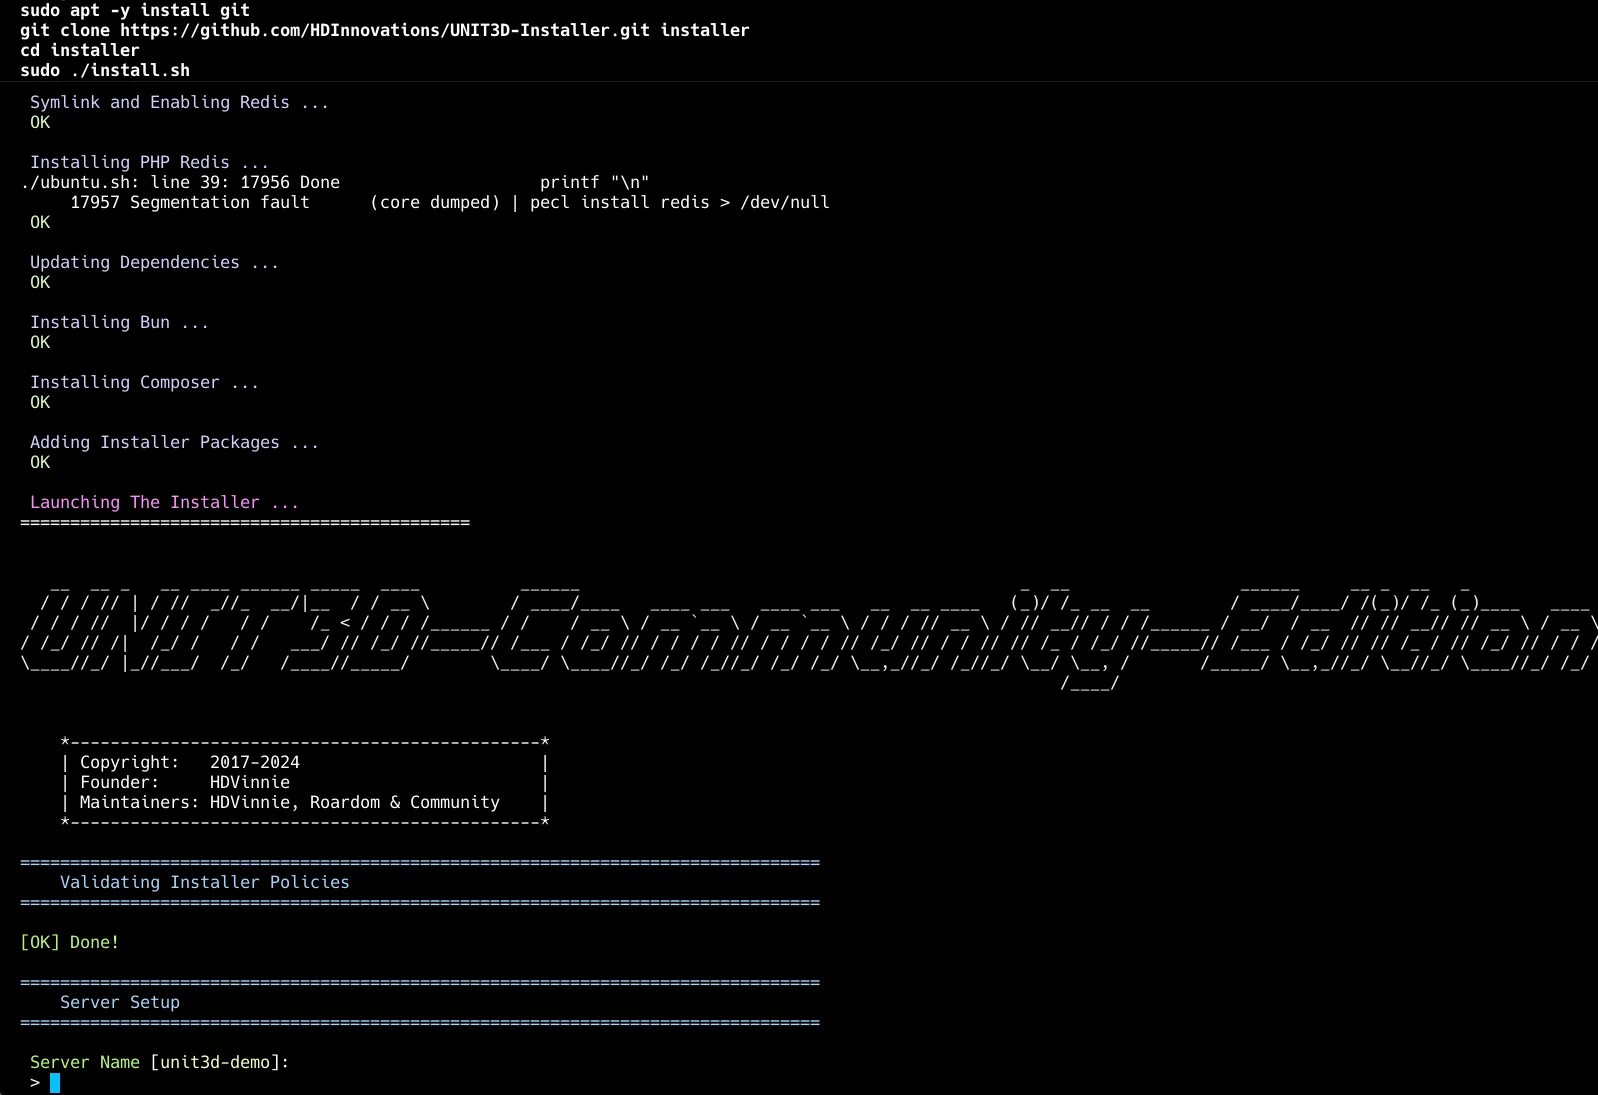 sudo apt -y install git
git clone https://github.com/HDInnovations/UNIT3D-Installer.git installer
cd installer
sudo ./install.sh
Symlink and Enabling Redis ...
OK
Installing PHP Redis ...
./ubuntu.sh: line 39: 17956 Done                    printf "\n"
     17957 Segmentation fault      (core dumped) | pecl install redis > /dev/null
OK
Updating Dependencies ...
OK
Installing Bun ...
OK
Installing Composer ...
OK
Adding Installer Packages ...
OK
Launching The Installer ...
=============================================
UNIT3D-Community-Edition
*-----------------------------------------------*
| Copyright:   2017-2024                        |
| Founder:     HDVinnie                         |
| Maintainers: HDVinnie, Roardom & Community    |
*-----------------------------------------------*
================================================================================
Validating Installer Policies
================================================================================
[OK] Done!
================================================================================
Server Setup
================================================================================
Server Name [unit3d-demo]:
>